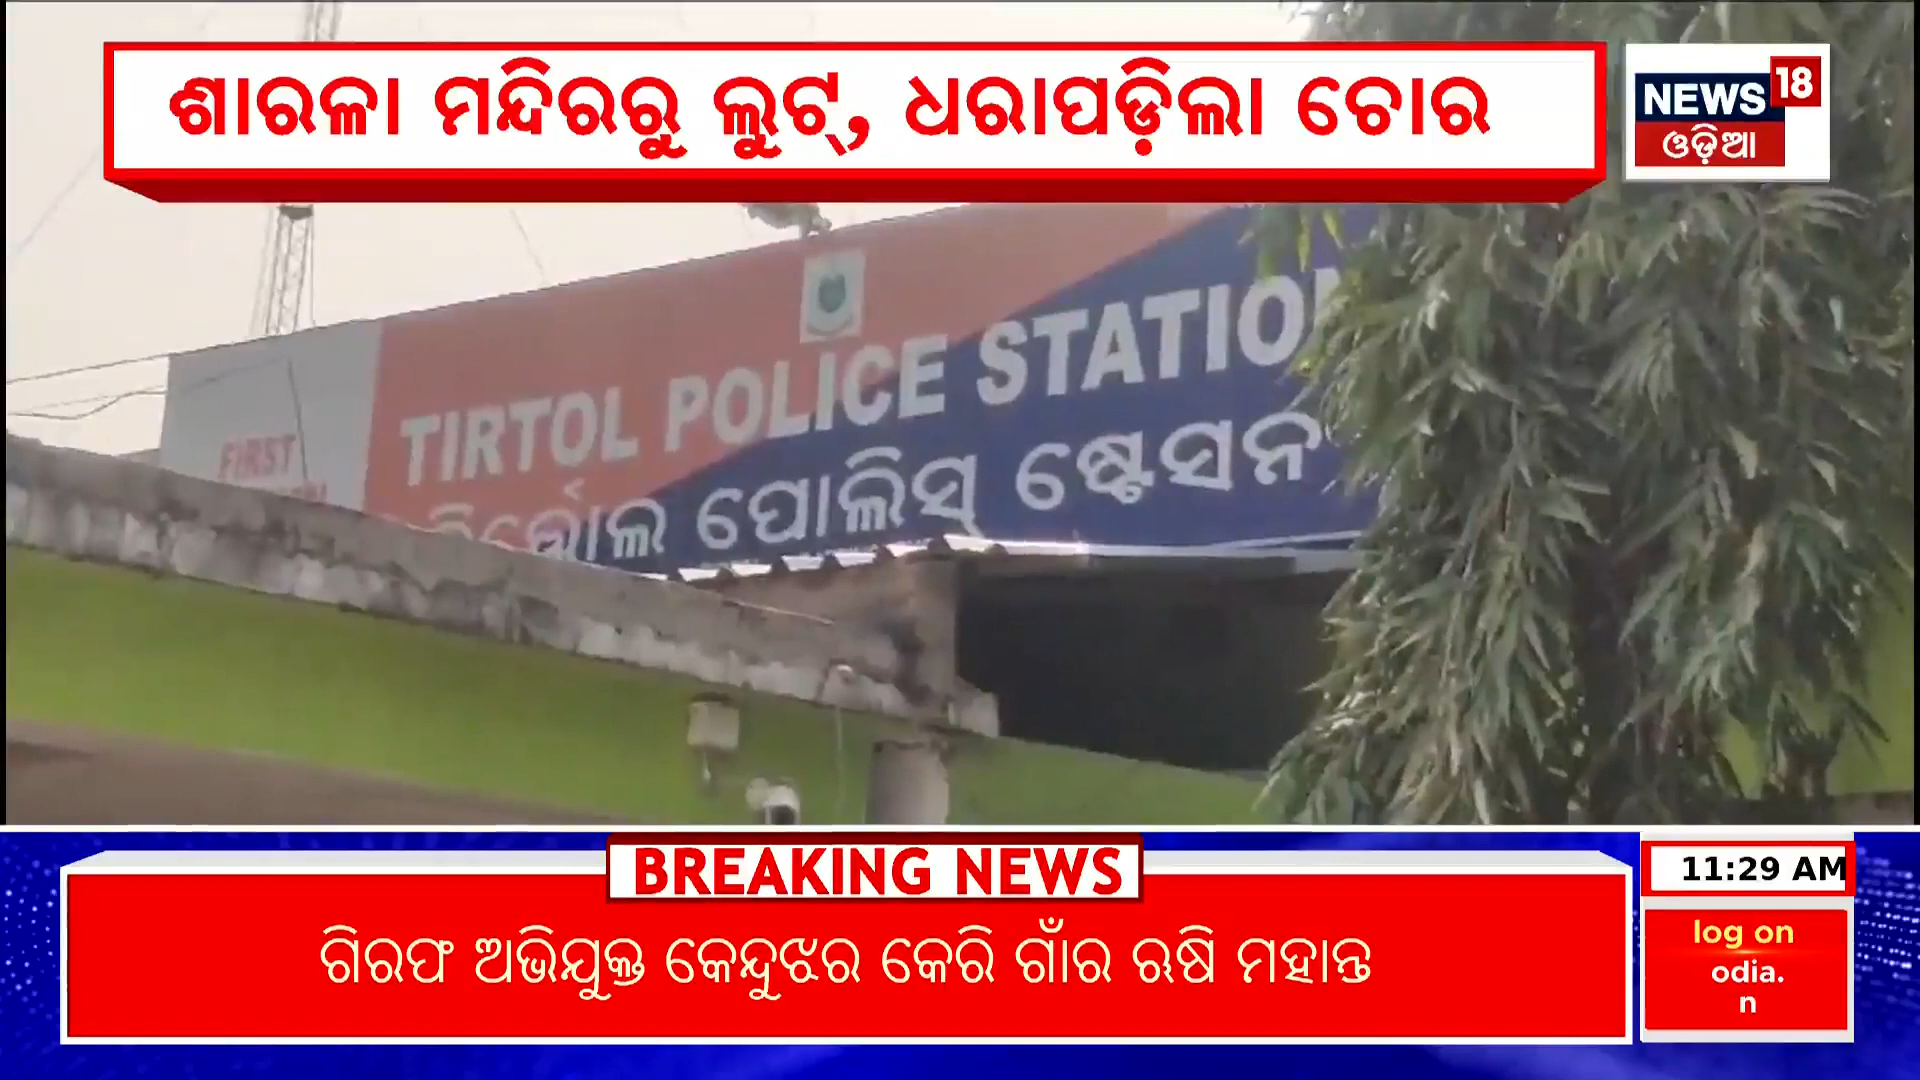 ଶାରଳା ମନ୍ଦିରରୁ ଲୁଟ୍, ଧରାପଡ଼ିଲା ଚୋର
NEWS 18
ଓଡ଼ିଆ
TIRTOL POLICE STATION
ତିର୍ତ୍ତୋଲ ପୋଲିସ୍ ଷ୍ଟେସନ
FIRST
BREAKING NEWS
ଗିରଫ ଅଭିଯୁକ୍ତ କେନ୍ଦୁଝର କେରି ଗାଁର ଋଷି ମହାନ୍ତ
11:29 AM
log on
odia.
n